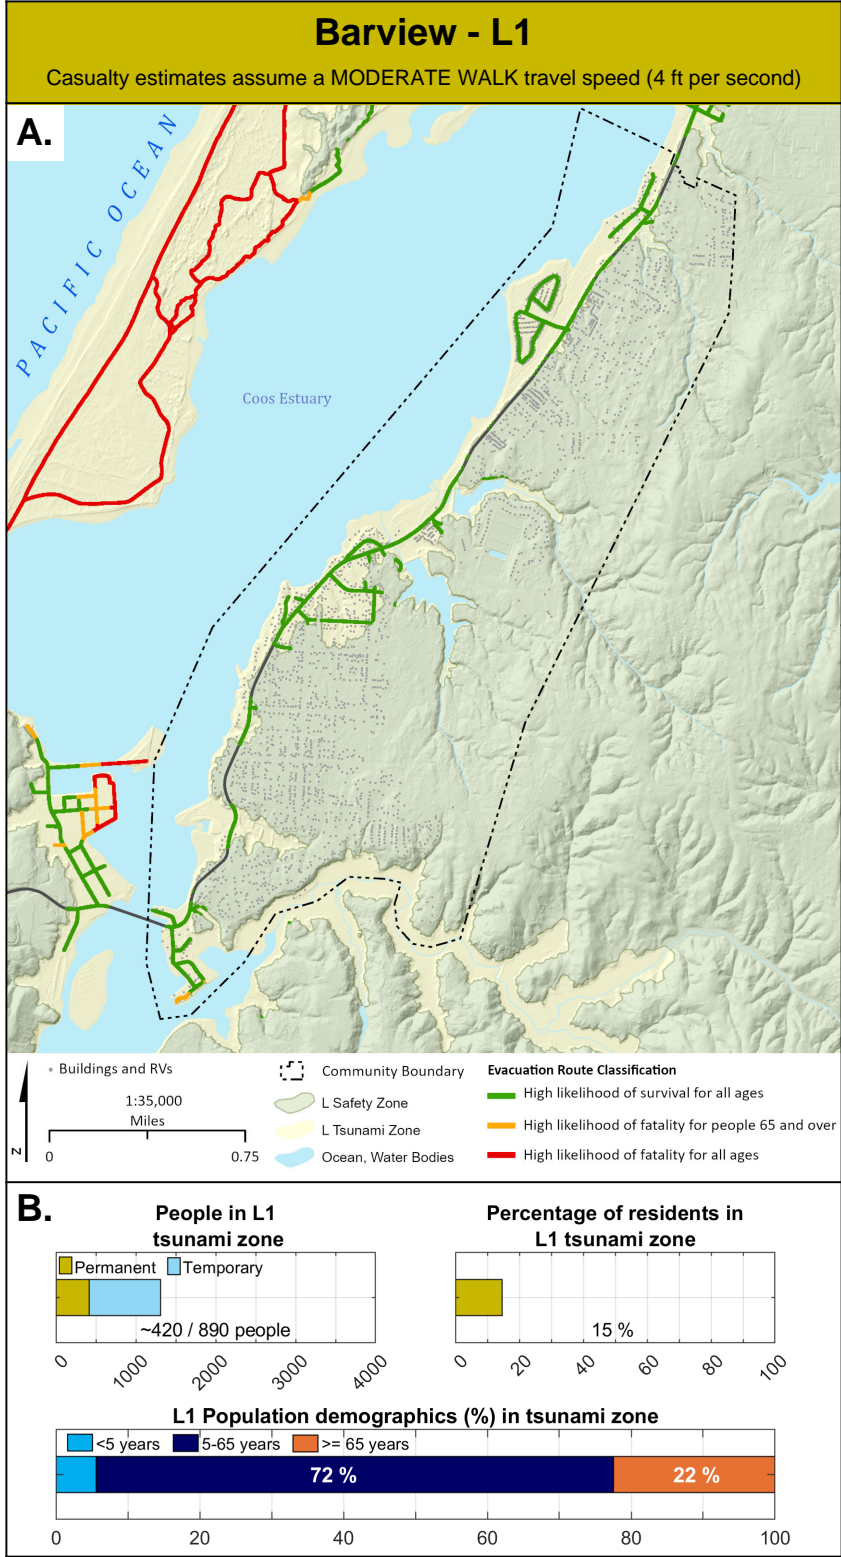 Barview - L1
Casualty estimates assume a MODERATE WALK travel speed (4 ft per second)
A.
PACIFIC OCEAN
Coos Estuary
Buildings and RVs
1:35,000
Miles
0 0.75
N
Community Boundary
L Safety Zone
L Tsunami Zone
Ocean, Water Bodies
Evacuation Route Classification
High likelihood of survival for all ages
High likelihood of fatality for people 65 and over
High likelihood of fatality for all ages
B.
People in L1
tsunami zone
Permanent Temporary
~420 / 890 people
0 1000 2000 3000 4000
Percentage of residents in
L1 tsunami zone
15 %
0 20 40 60 80 100
L1 Population demographics (%) in tsunami zone
<5 years 5-65 years >= 65 years
72 % 22 %
0 20 40 60 80 100